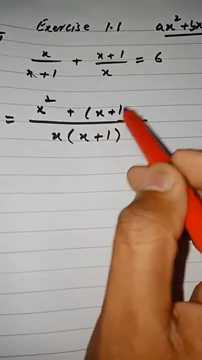 Exercise 1.1 ax² + bx
x/(x+1) + (x+1)/x = 6
= (x² + (x+1)/(x(x+1))